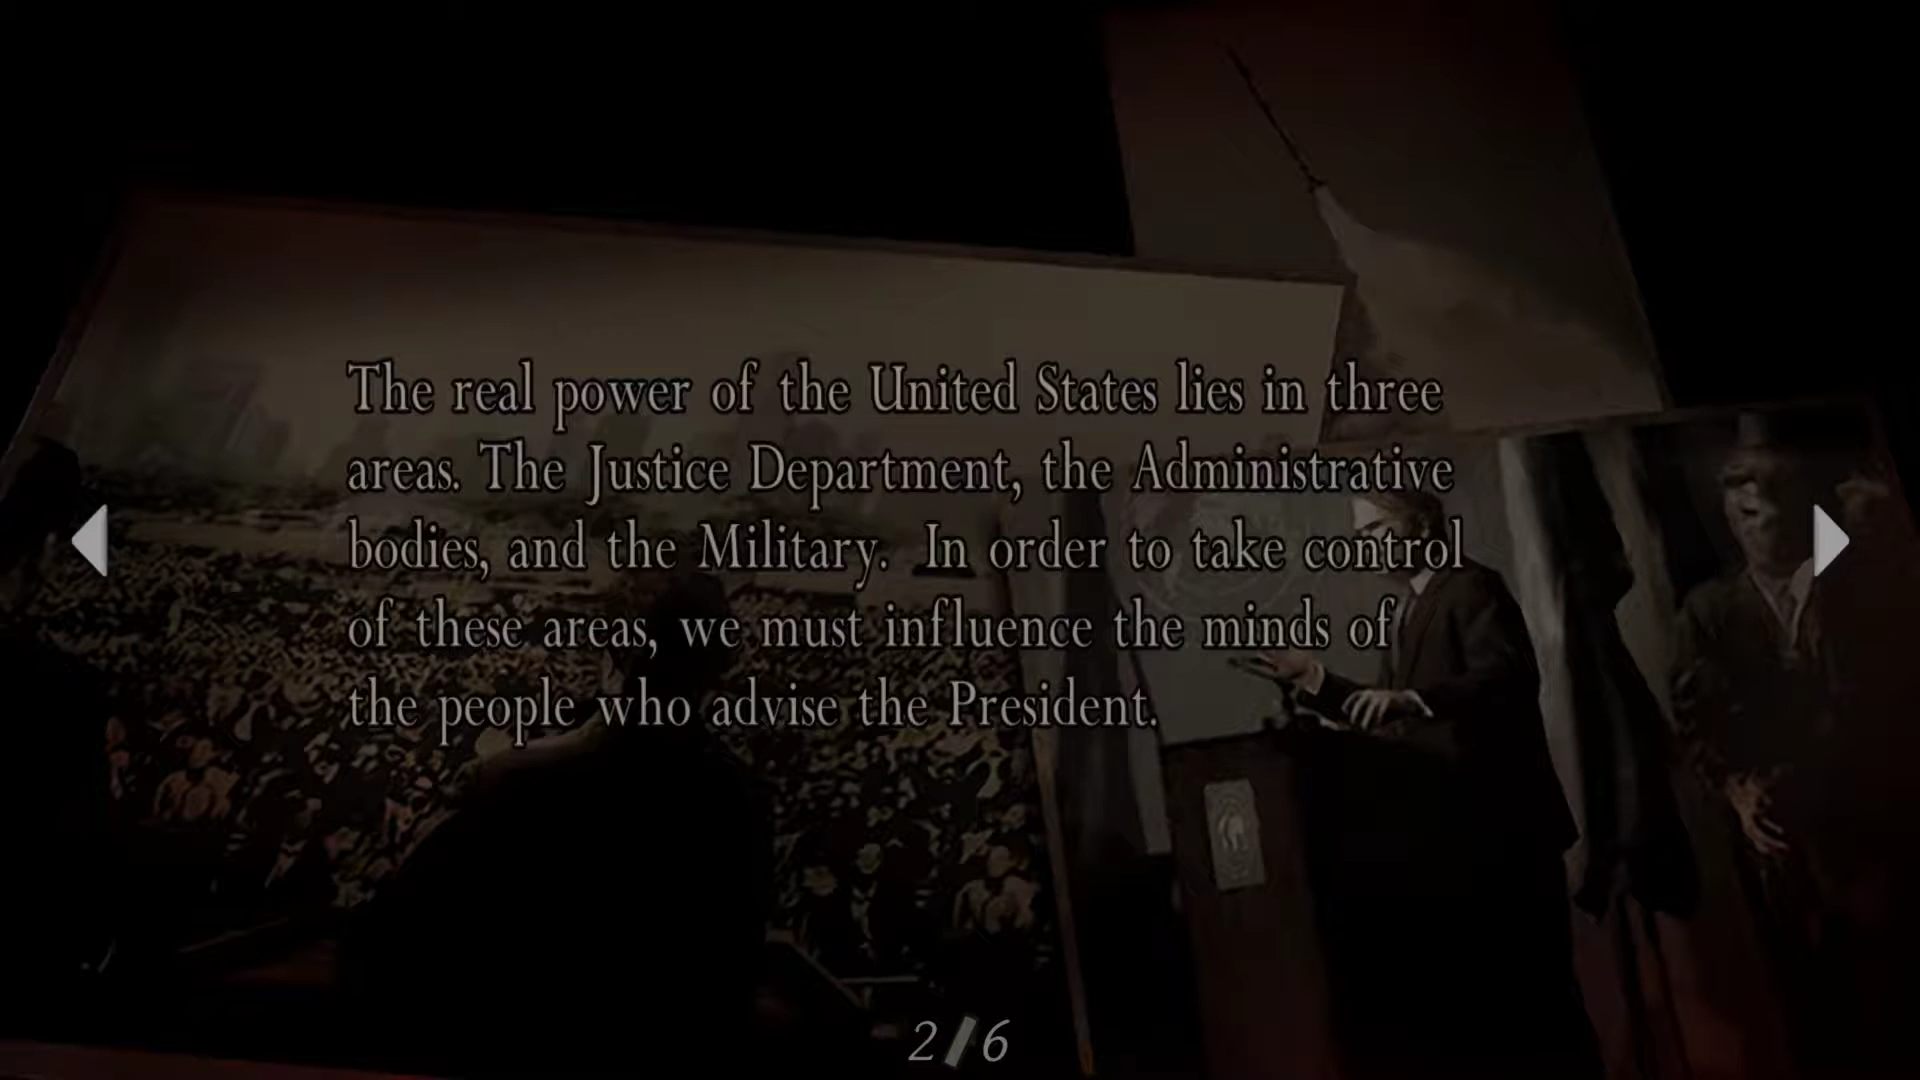 The real power of the United States lies in three
areas. The Justice Department, the Administrative
bodies, and the Military.  In order to take control
of these areas, we must influence the minds of
the people who advise the President.
2/6